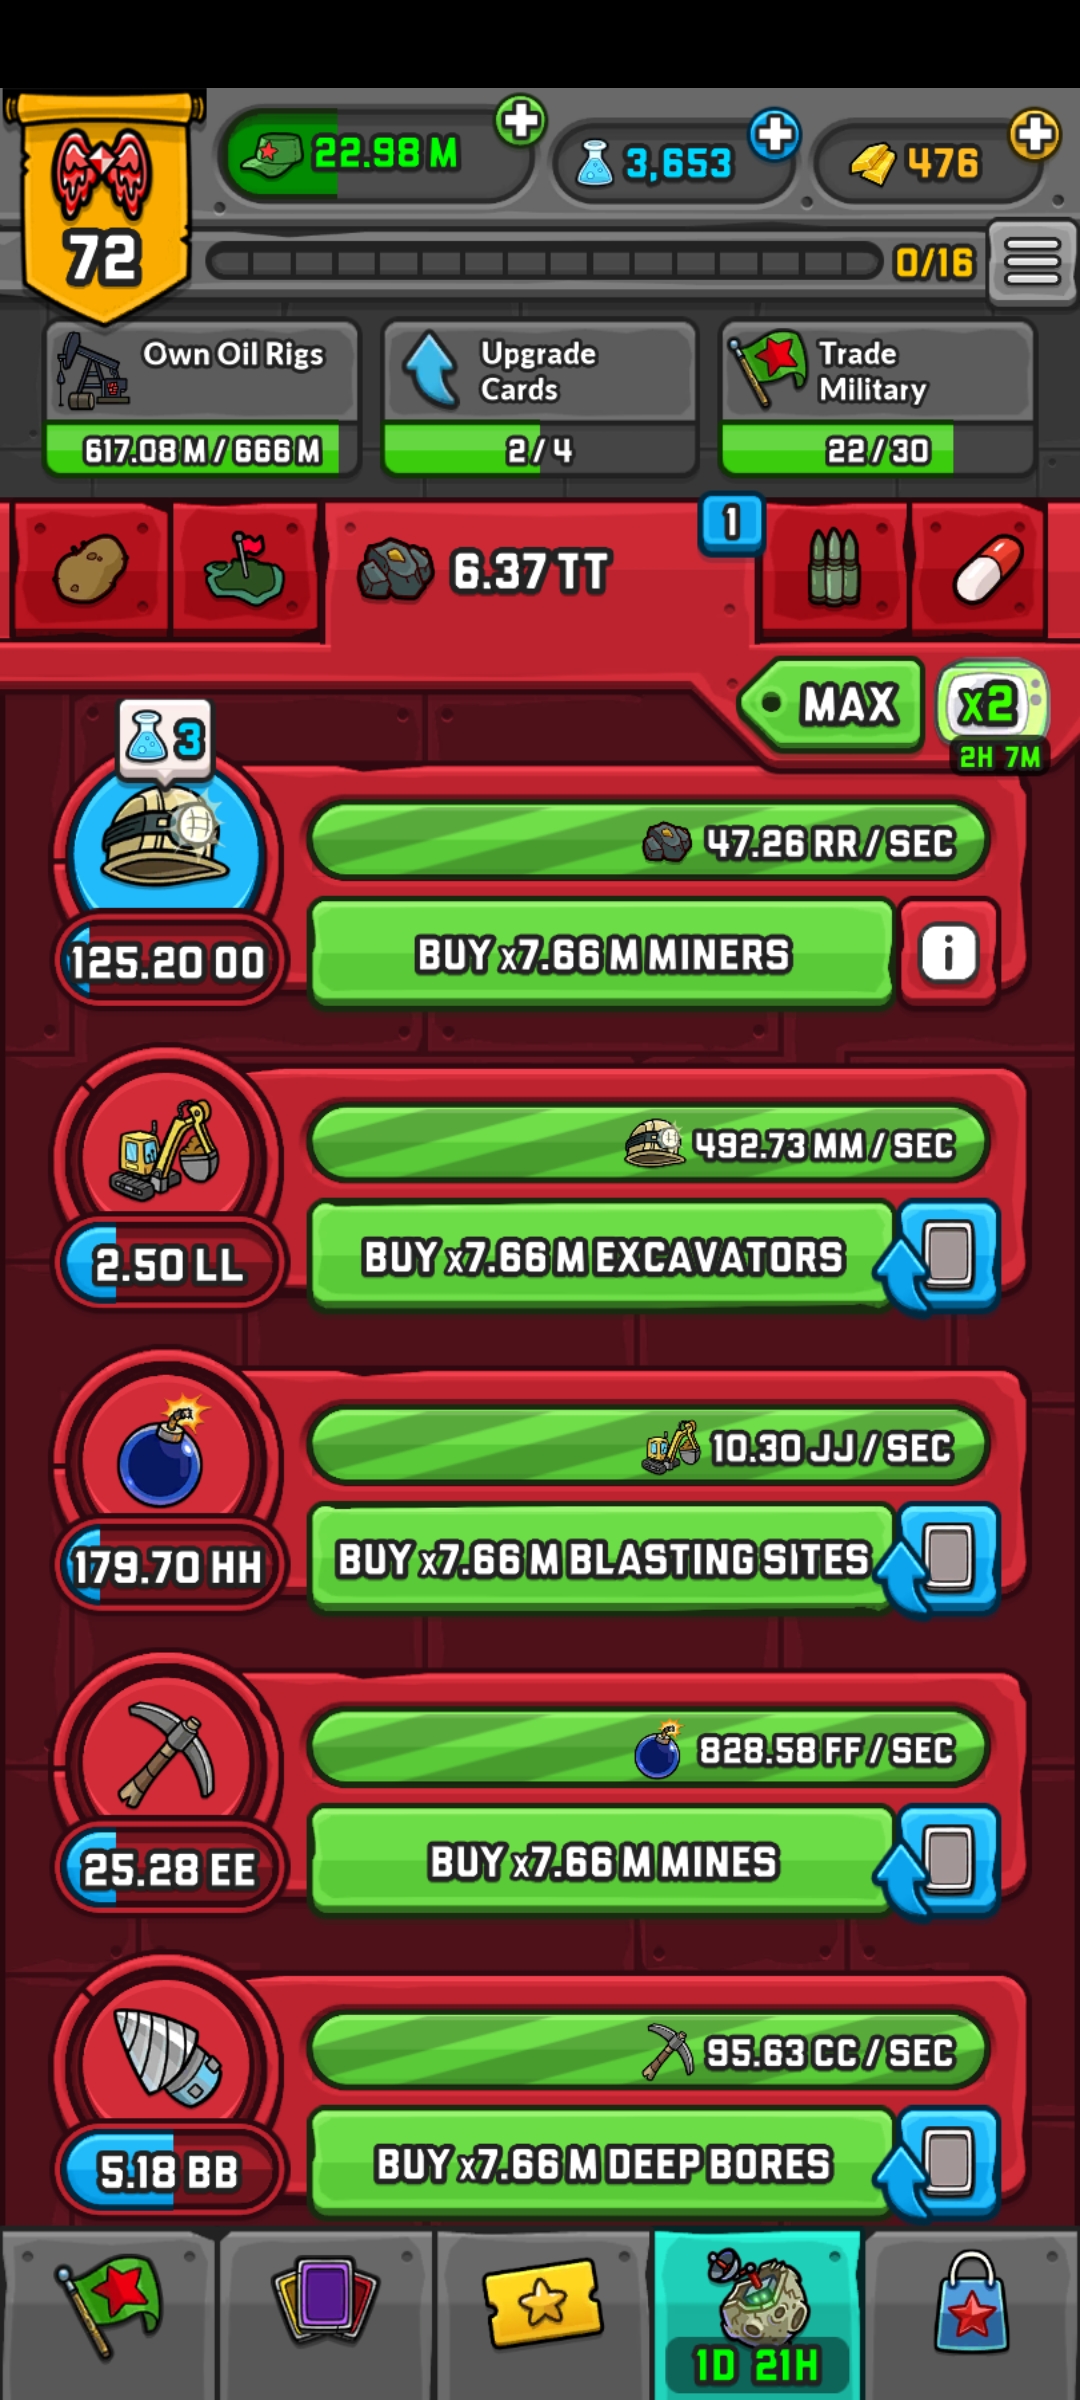 22.98 M
3,653
476
72
0/16
Own Oil Rigs
617.08 M / 666 M
Upgrade
Cards
2 / 4
Trade
Military
22 / 30
6.37 TT
1
MAX
x2
2H 7M
3
47.26 RR / SEC
125.20 OO
BUY x7.66 M MINERS
i
492.73 MM / SEC
2.50 LL
BUY x7.66 M EXCAVATORS
10.30 JJ / SEC
179.70 HH
BUY x7.66 M BLASTING SITES
828.58 FF / SEC
25.28 EE
BUY x7.66 M MINES
95.63 CC / SEC
5.18 BB
BUY x7.66 M DEEP BORES
1D 21H